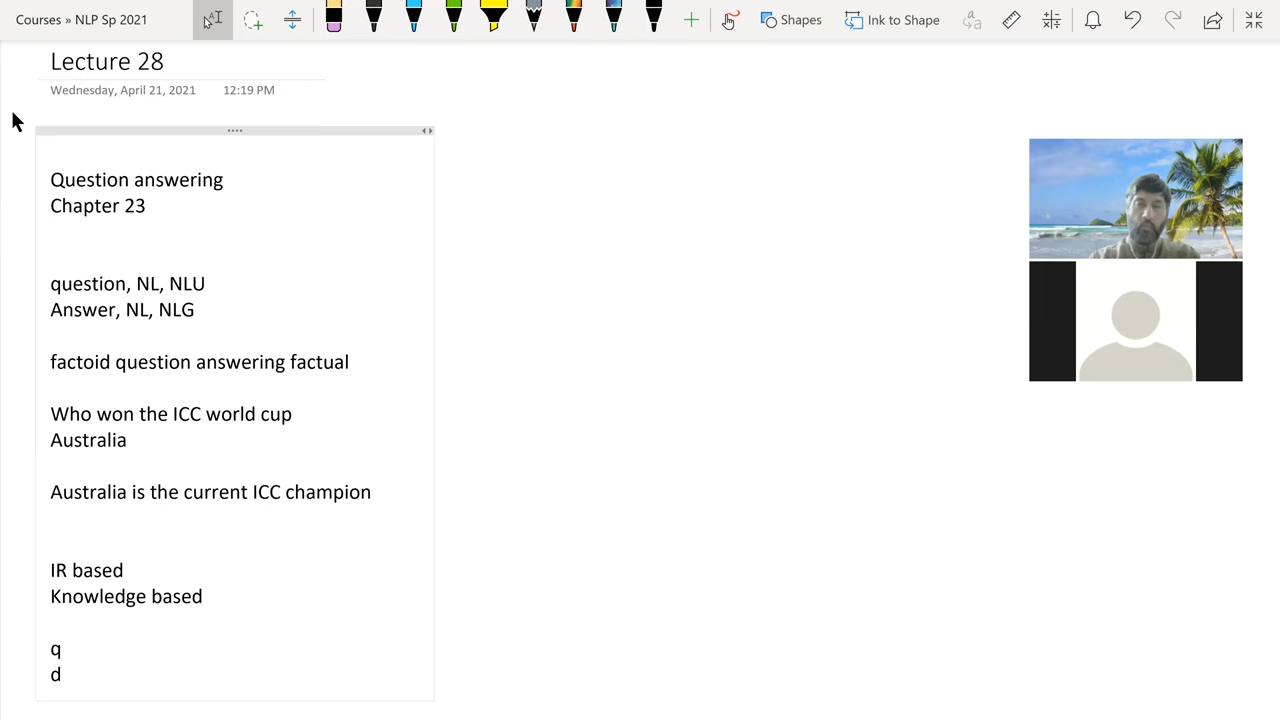 Courses » NLP Sp 2021
Shapes
Ink to Shape
Lecture 28
Wednesday, April 21, 2021 12:19 PM
Question answering
Chapter 23
question, NL, NLU
Answer, NL, NLG
factoid question answering factual
Who won the ICC world cup
Australia
Australia is the current ICC champion
IR based
Knowledge based
q
d